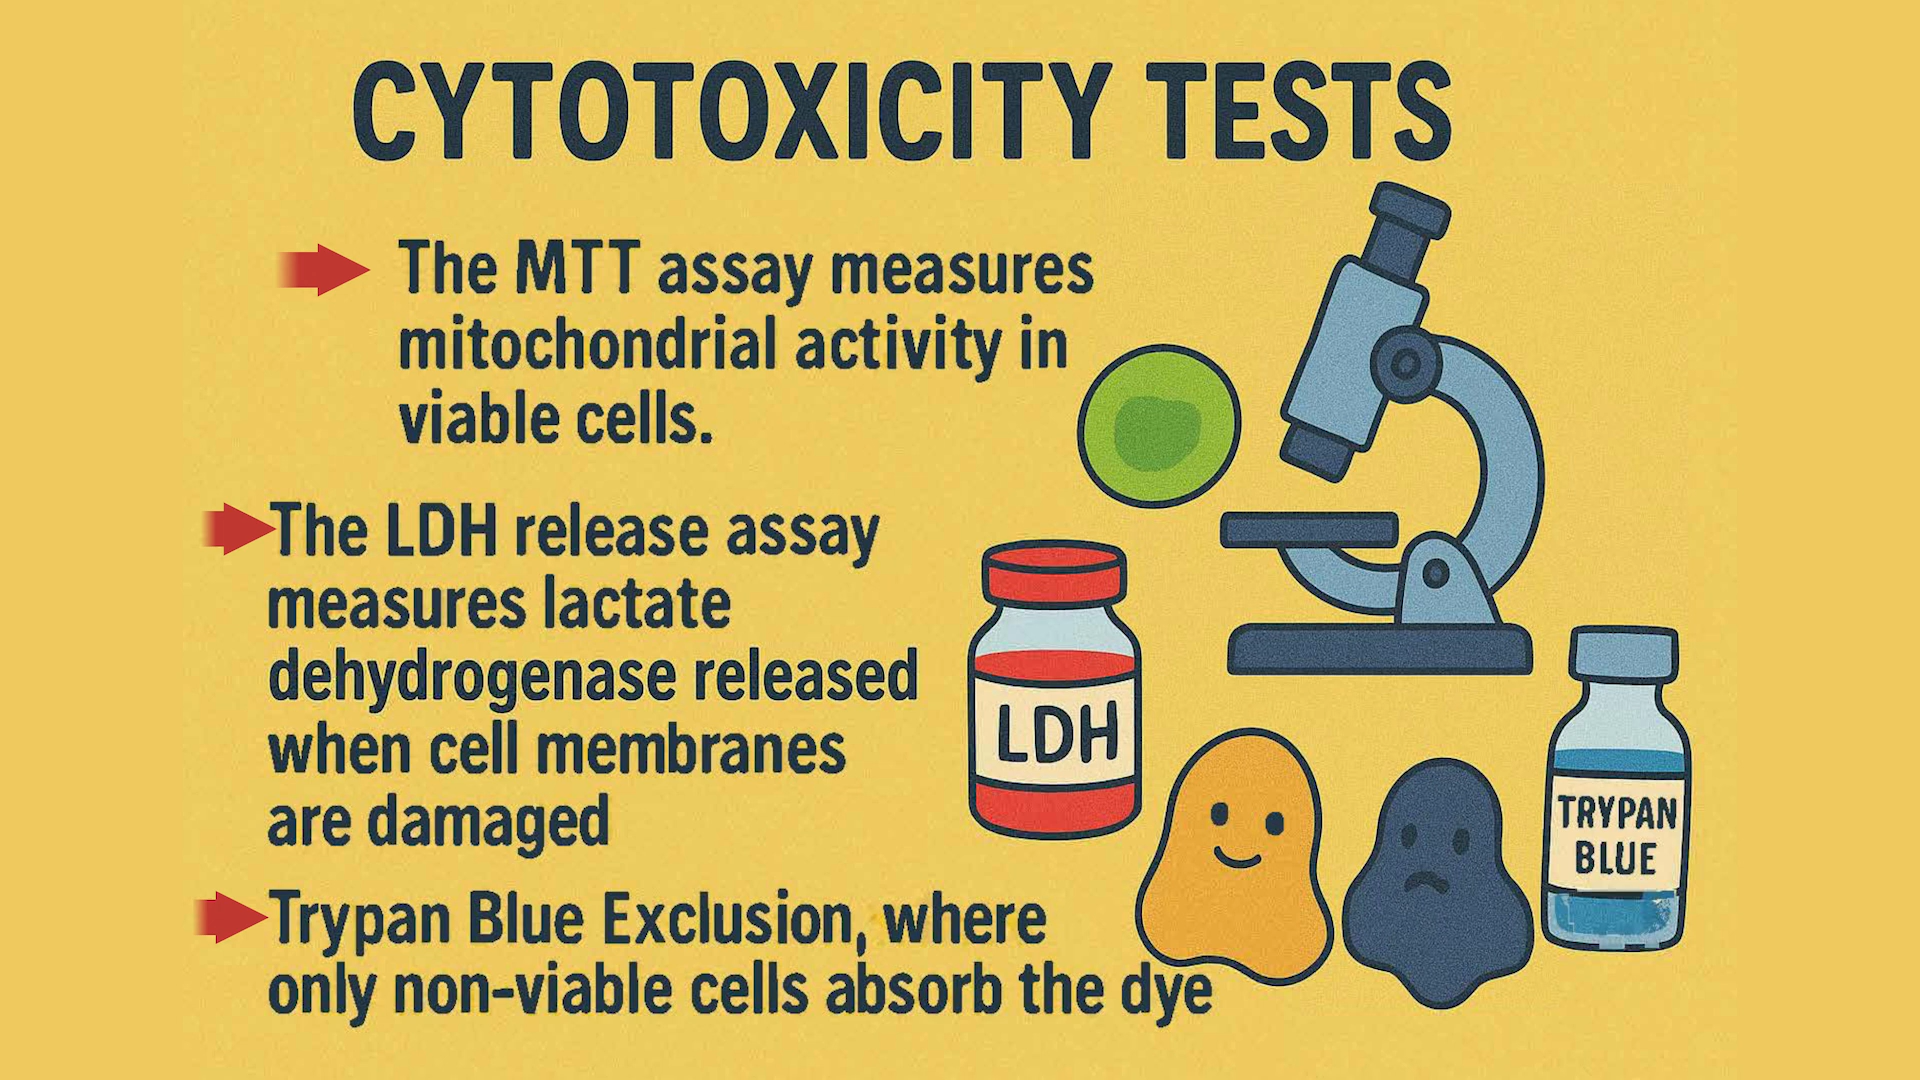 CYTOTOXICITY TESTS
The MTT assay measures
mitochondrial activity in
viable cells.
The LDH release assay
measures lactate
dehydrogenase released
when cell membranes
are damaged
Trypan Blue Exclusion, where
only non-viable cells absorb the dye
LDH
TRYPAN
BLUE